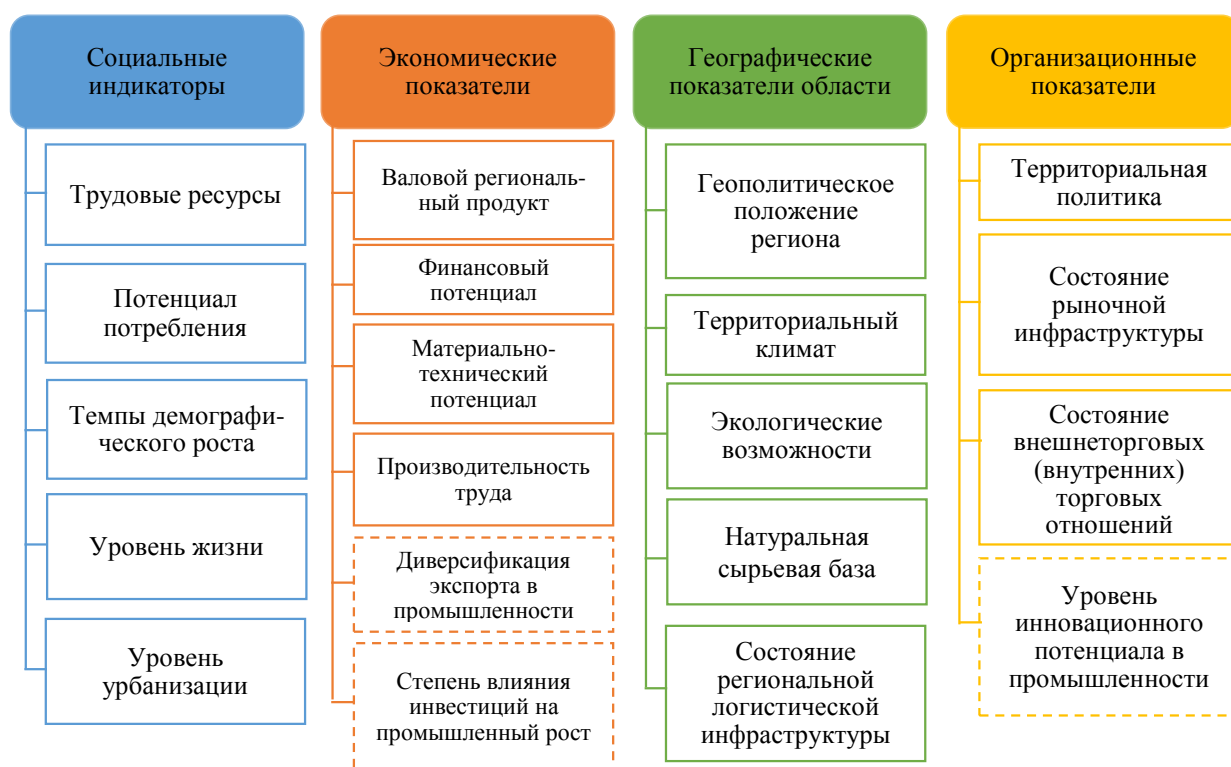 Социальные
индикаторы
Трудовые ресурсы
Потенциал
потребления
Темпы демографи-
ческого роста
Уровень жизни
Уровень
урбанизации
Экономические
показатели
Валовой региональ-
ный продукт
Финансовый
потенциал
Материально-
технический
потенциал
Производительность
труда
Диверсификация
экспорта в
промышленности
Степень влияния
инвестиций на
промышленный рост
Географические
показатели области
Геополитическое
положение
региона
Территориальный
климат
Экологические
возможности
Натуральная
сырьевая база
Состояние
региональной
логистической
инфраструктуры
Организационные
показатели
Территориальная
политика
Состояние
рыночной
инфраструктуры
Состояние
внешнеторговых
(внутренних)
торговых
отношений
Уровень
инновационного
потенциала в
промышленности